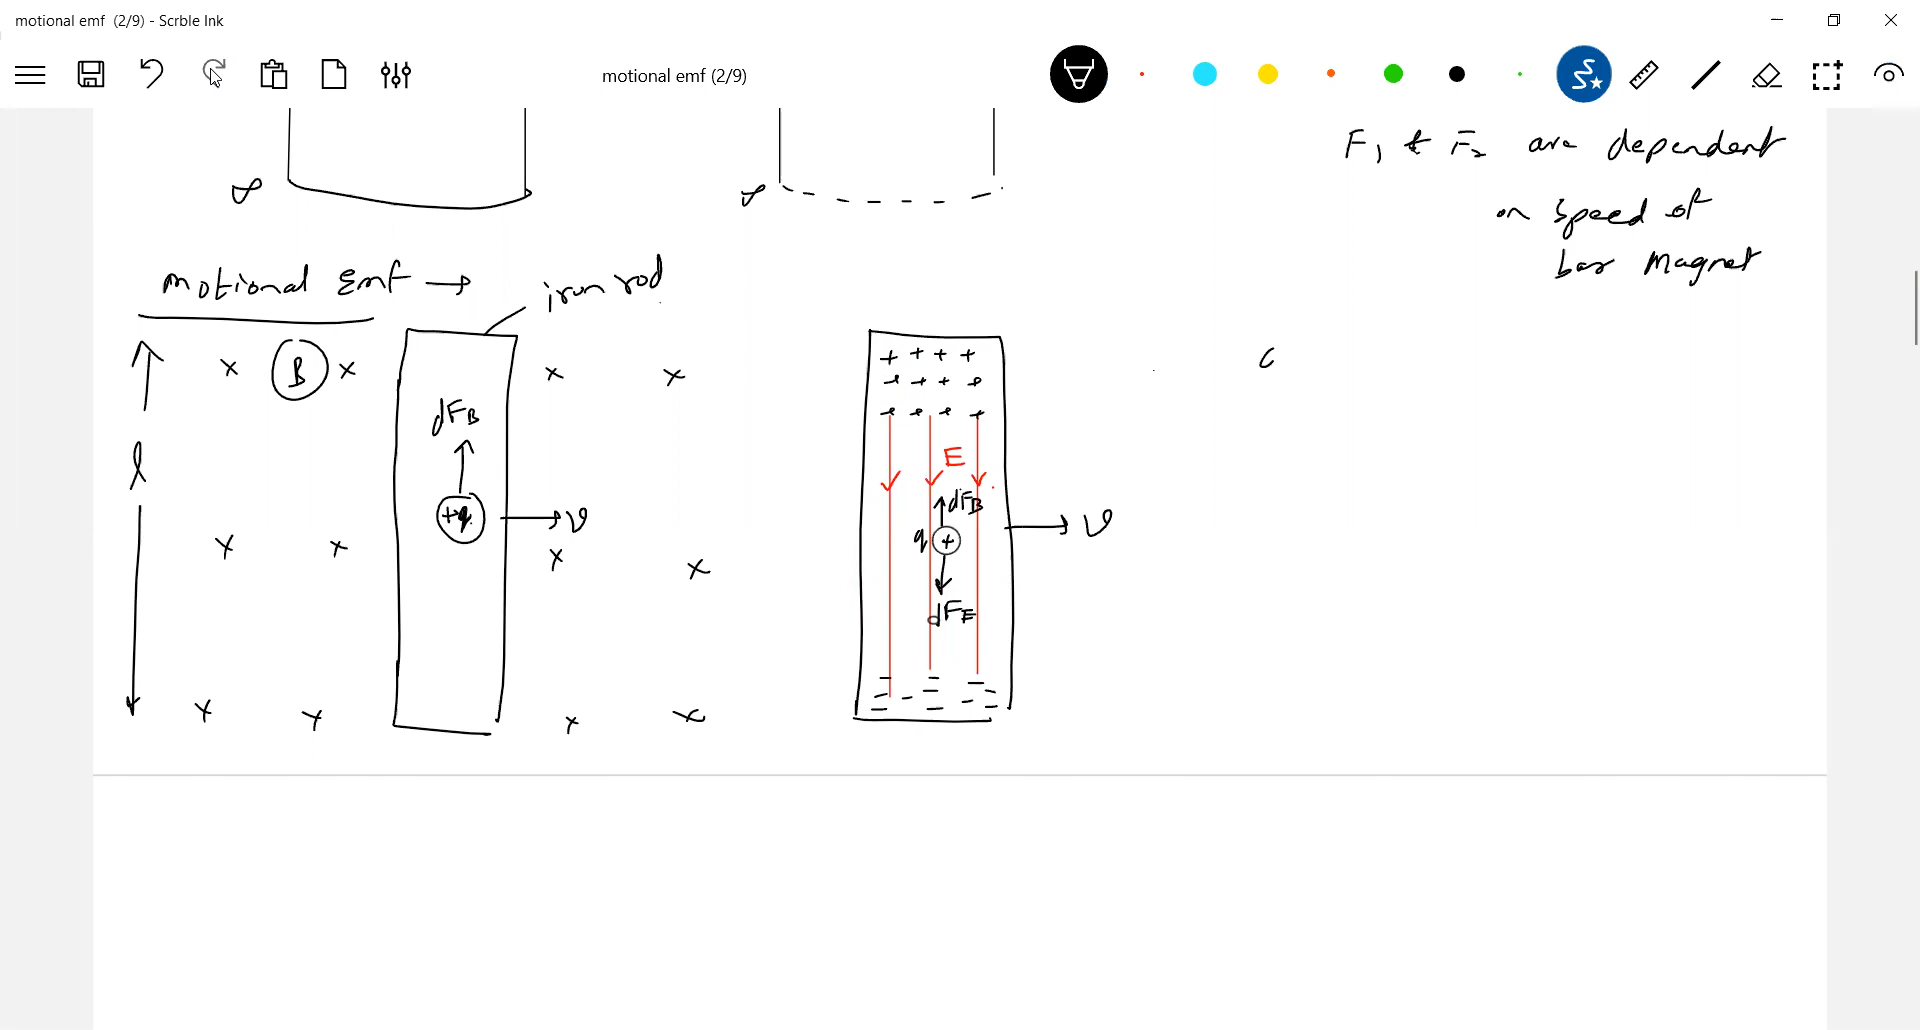 motional emf (2/9) - Scrble Ink
motional emf (2/9)
F1 & F2 are dependent
on speed of
bar magnet
∞
∞
motional Emf →
iron rod
x B x x x
l
dFB
+q
→ v
x x x x
x x x x
+ + + +
+ + + +
+ + + +
E
dFB
q +
→ v
dFE
- - -
- - - - -
- - - -
C